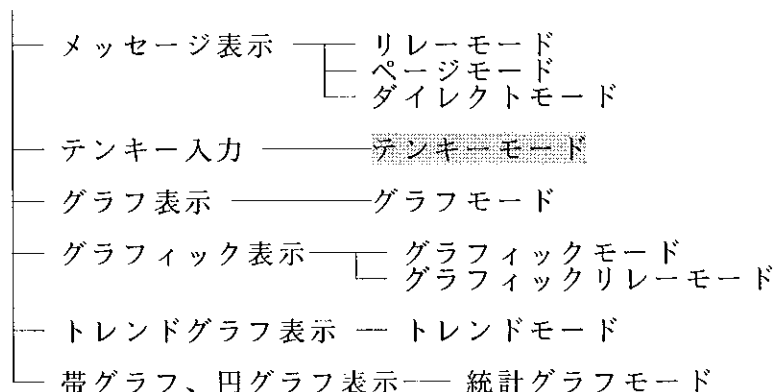 メッセージ表示 リレーモード
ページモード
ダイレクトモード
テンキー入力 テンキーモード
グラフ表示 グラフモード
グラフィック表示 グラフィックモード
グラフィックリレーモード
トレンドグラフ表示 トレンドモード
帯グラフ、円グラフ表示 統計グラフモード